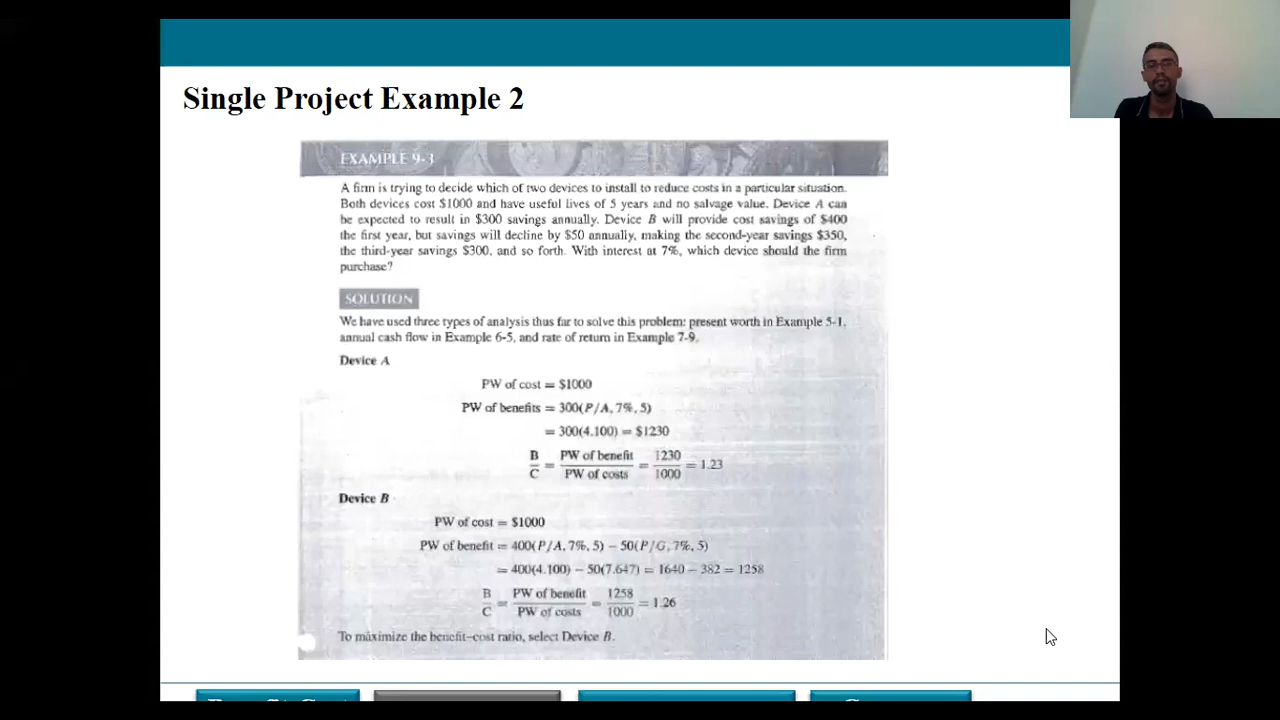 Single Project Example 2
EXAMPLE 9-3
A firm is trying to decide which of two devices to install to reduce costs in a particular situation.
Both devices cost $1000 and have useful lives of 5 years and no salvage value. Device A can
be expected to result in $300 savings annually. Device B will provide cost savings of $400
the first year, but savings will decline by $50 annually, making the second-year savings $350,
the third-year savings $300, and so forth. With interest at 7%, which device should the firm
purchase?
SOLUTION
We have used three types of analysis thus far to solve this problem: present worth in Example 5-1,
annual cash flow in Example 6-5, and rate of return in Example 7-9.
Device A
PW of cost = $1000
PW of benefits = 300(P/A, 7%, 5)
= 300(4.100) = $1230
B/C = PW of benefit/PW of costs = 1230/1000 = 1.23
Device B
PW of cost = $1000
PW of benefit = 400(P/A, 7%, 5) − 50(P/G, 7%, 5)
= 400(4.100) − 50(7.647) = 1640 − 382 = 1258
B/C = PW of benefit/PW of costs = 1258/1000 = 1.26
To maximize the benefit–cost ratio, select Device B.